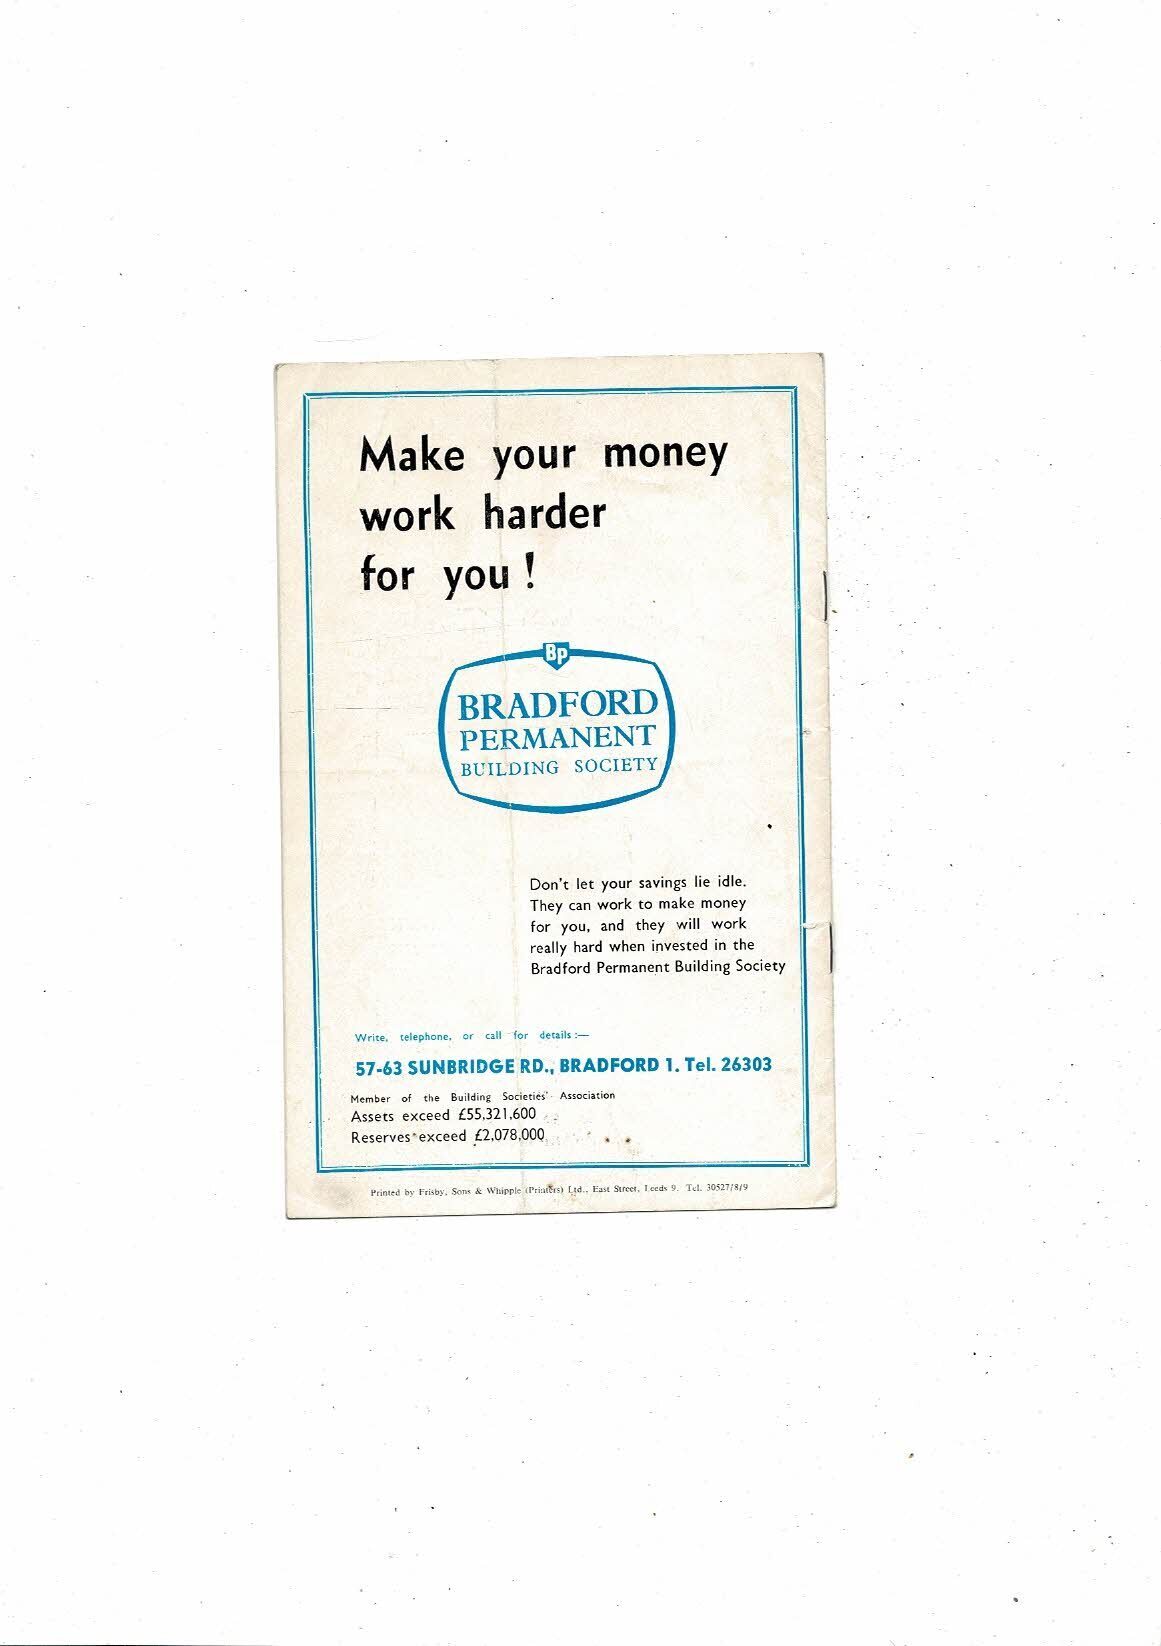 Make your money
work harder
for you !
Bp
BRADFORD
PERMANENT
BUILDING SOCIETY
Don't let your savings lie idle.
They can work to make money
for you, and they will work
really hard when invested in the
Bradford Permanent Building Society
Write, telephone, or call for details :—
57-63 SUNBRIDGE RD., BRADFORD 1. Tel. 26303
Member of the Building Societies' Association
Assets exceed £55,321,600
Reserves exceed £2,078,000
Printed by Frisby, Sons & Whipple (Printers) Ltd., East Street, Leeds 9. Tel. 30527/8/9